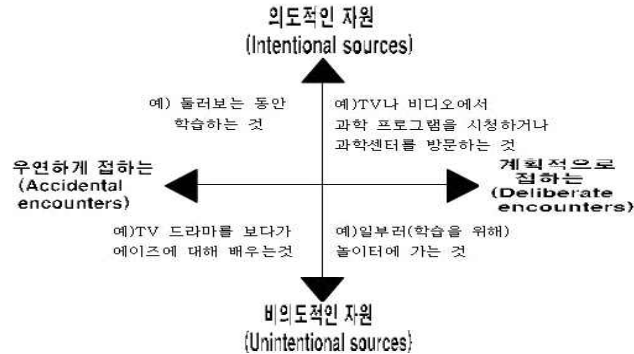 의도적인 자원
(Intentional sources)
예) 둘러보는 동안
학습하는 것
예)TV나 비디오에서
과학 프로그램을 시청하거나
과학센터를 방문하는 것
우연하게 접하는
(Accidental
encounters)
계획적으로
접하는
(Deliberate
encounters)
예)TV 드라마를 보다가
에이즈에 대해 배우는것
예)일부러(학습을 위해)
놀이터에 가는 것
비의도적인 자원
(Unintentional sources)